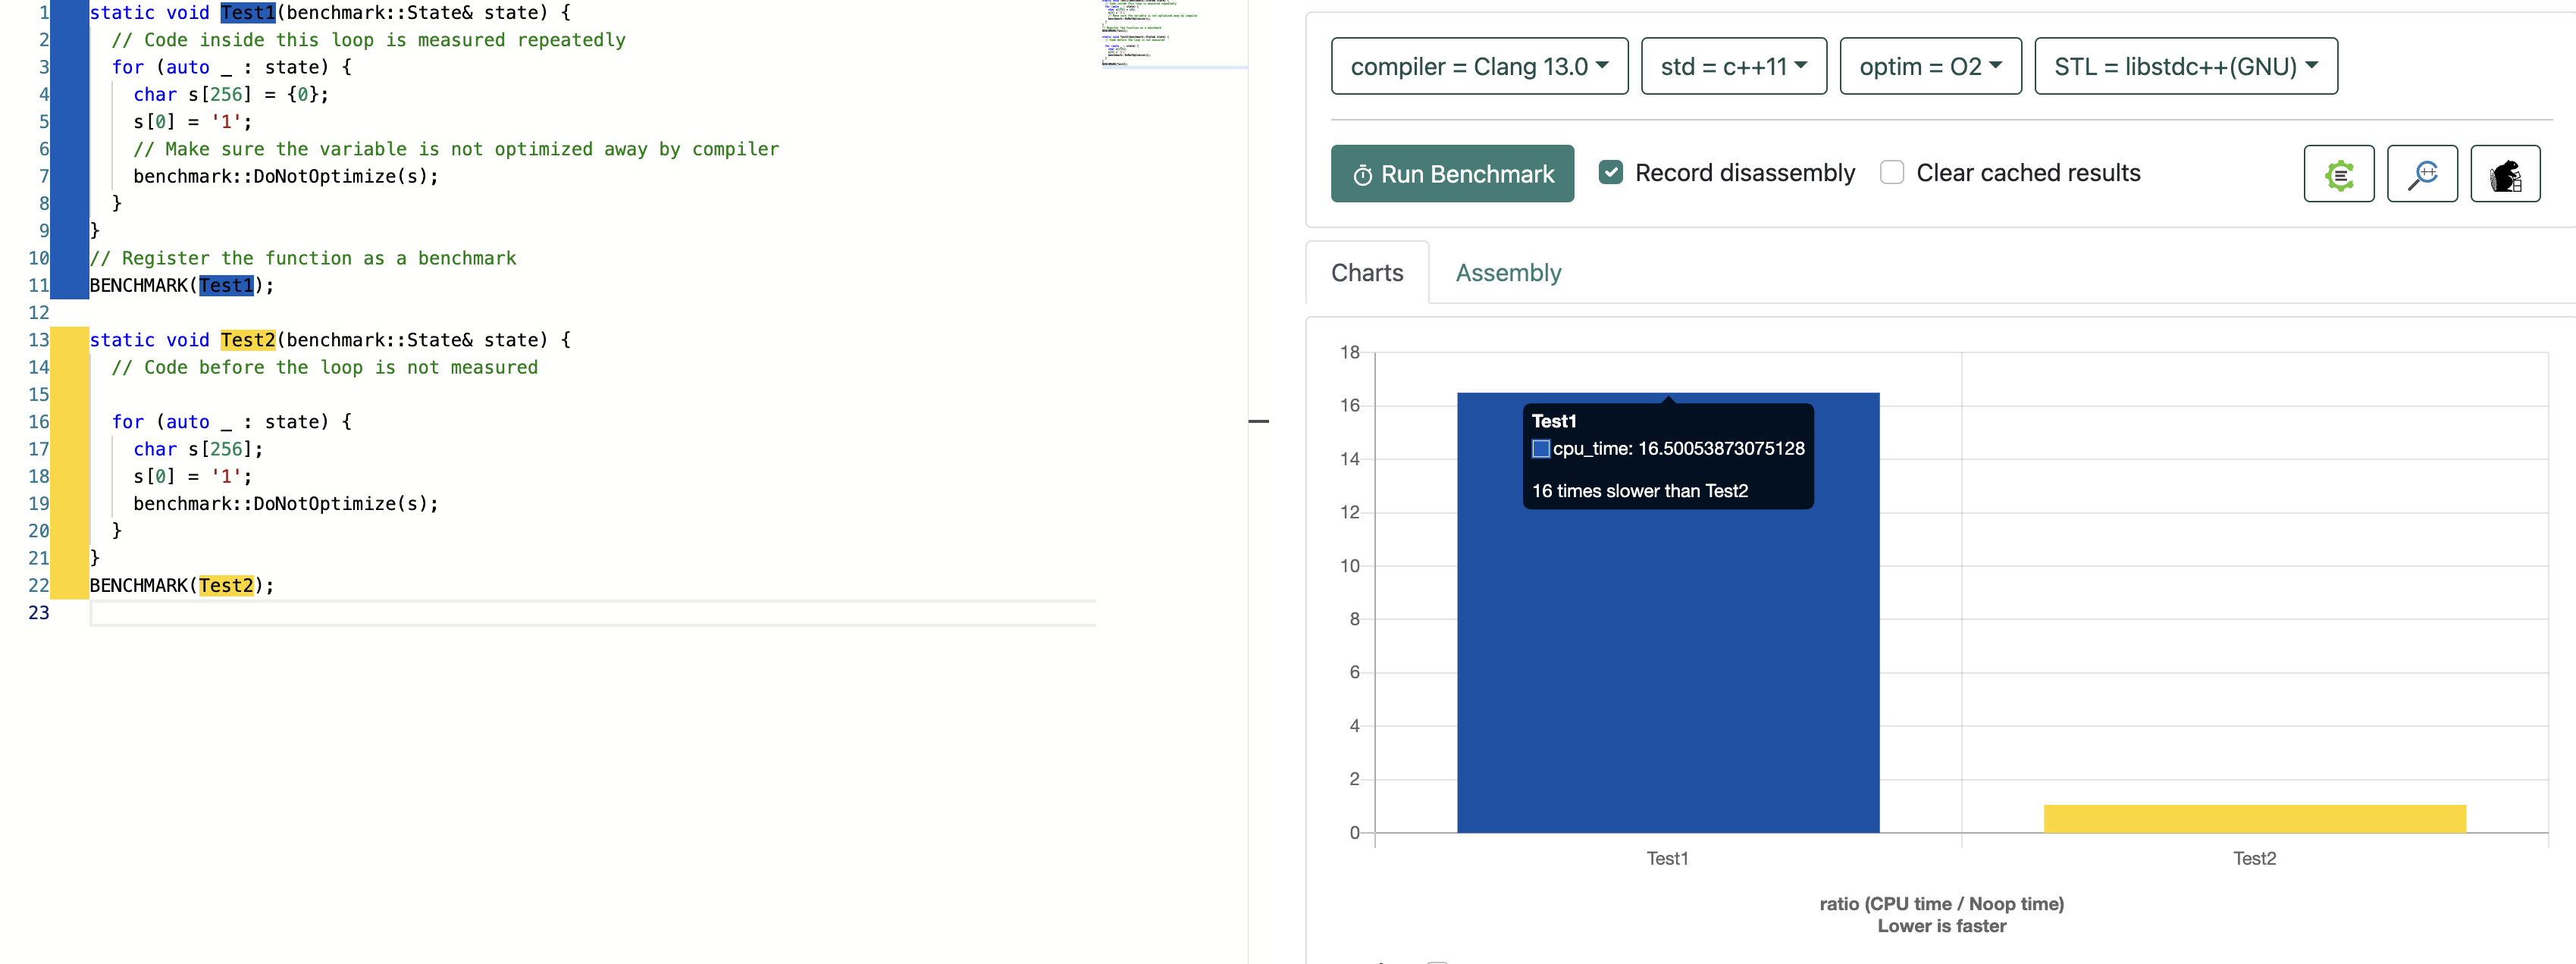 1 static void Test1(benchmark::State& state) {
2 // Code inside this loop is measured repeatedly
3 for (auto _ : state) {
4 char s[256] = {0};
5 s[0] = '1';
6 // Make sure the variable is not optimized away by compiler
7 benchmark::DoNotOptimize(s);
8 }
9 }
10 // Register the function as a benchmark
11 BENCHMARK(Test1);
12
13 static void Test2(benchmark::State& state) {
14 // Code before the loop is not measured
15
16 for (auto _ : state) {
17 char s[256];
18 s[0] = '1';
19 benchmark::DoNotOptimize(s);
20 }
21 }
22 BENCHMARK(Test2);
23
compiler = Clang 13.0 std = c++11 optim = O2 STL = libstdc++(GNU)
Run Benchmark Record disassembly Clear cached results
Charts Assembly
18
16
14
12
10
8
6
4
2
0
Test1
cpu_time: 16.50053873075128
16 times slower than Test2
Test1 Test2
ratio (CPU time / Noop time)
Lower is faster